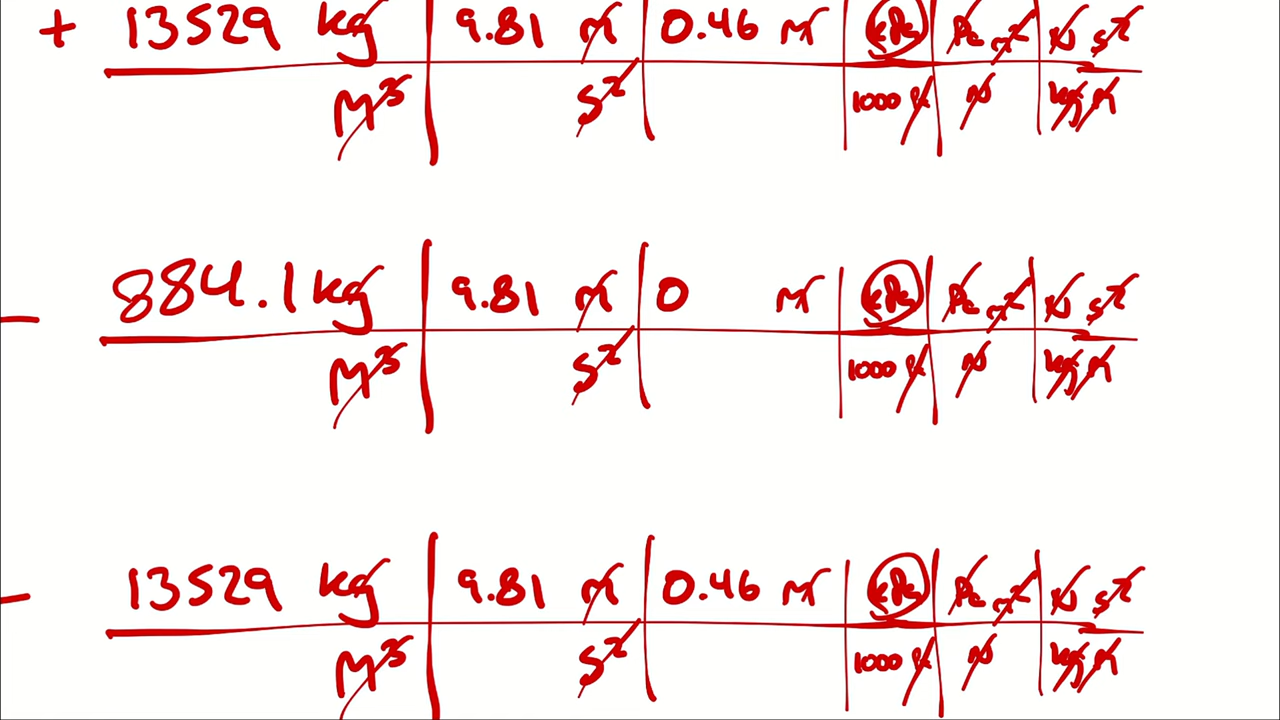 + 13529 kg 9.81 m 0.46 m kPa Pa m² N s²
m³ s² 1000 Pa N kg m
884.1 kg 9.81 m 0 m kPa Pa m² N s²
− m³ s² 1000 Pa N kg m
− 13529 kg 9.81 m 0.46 m kPa Pa m² N s²
m³ s² 1000 Pa N kg m